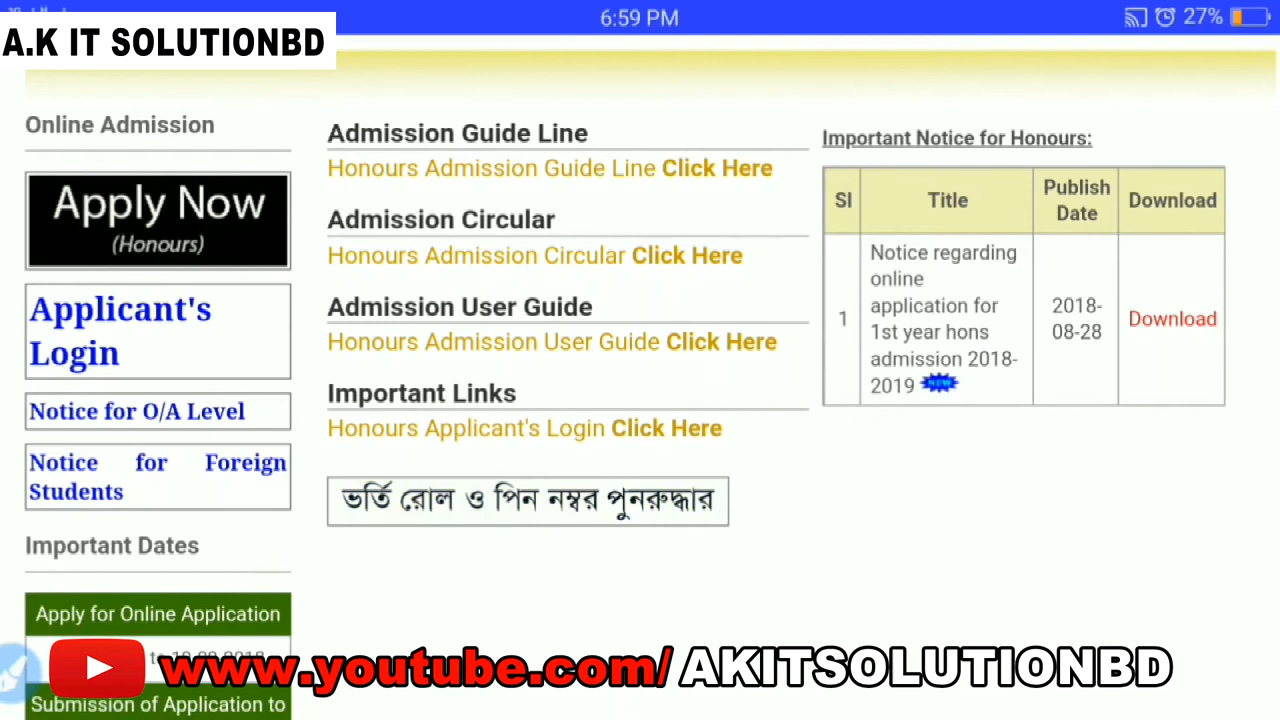 6:59 PM
27%
A.K IT SOLUTIONBD
Online Admission
Apply Now
(Honours)
Applicant's
Login
Notice for O/A Level
Notice for Foreign
Students
Important Dates
Apply for Online Application
Submission of Application to
Admission Guide Line
Honours Admission Guide Line Click Here
Admission Circular
Honours Admission Circular Click Here
Admission User Guide
Honours Admission User Guide Click Here
Important Links
Honours Applicant's Login Click Here
ভর্তি রোল ও পিন নম্বর পুনরুদ্ধার
Important Notice for Honours:
Sl Title Publish Date Download
1 Notice regarding online application for 1st year hons admission 2018-2019 NEW 2018-08-28 Download
www.youtube.com/AKITSOLUTIONBD